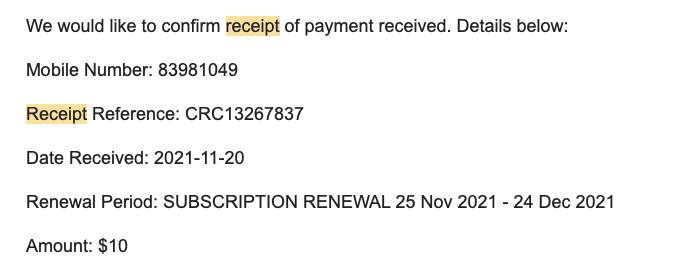 We would like to confirm receipt of payment received. Details below:
Mobile Number: 83981049
Receipt Reference: CRC13267837
Date Received: 2021-11-20
Renewal Period: SUBSCRIPTION RENEWAL 25 Nov 2021 - 24 Dec 2021
Amount: $10